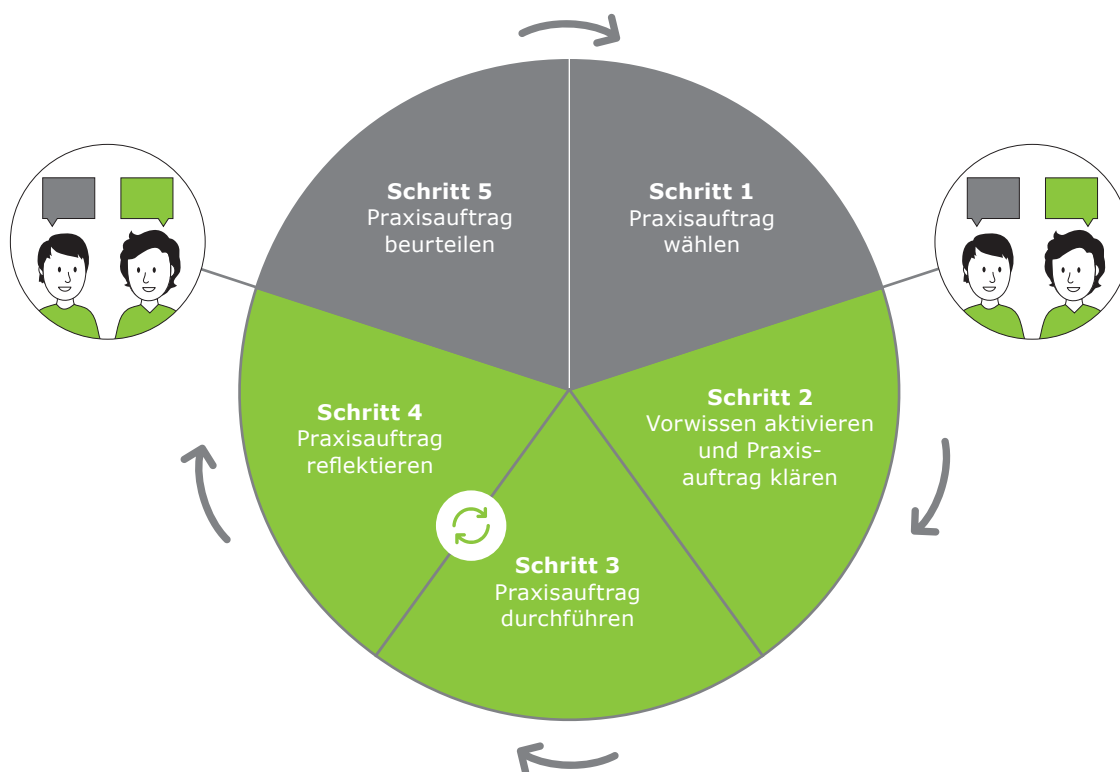 Schritt 1
Praxisauftrag
wählen
Schritt 2
Vorwissen aktivieren
und Praxis-
auftrag klären
Schritt 3
Praxisauftrag
durchführen
Schritt 4
Praxisauftrag
reflektieren
Schritt 5
Praxisauftrag
beurteilen